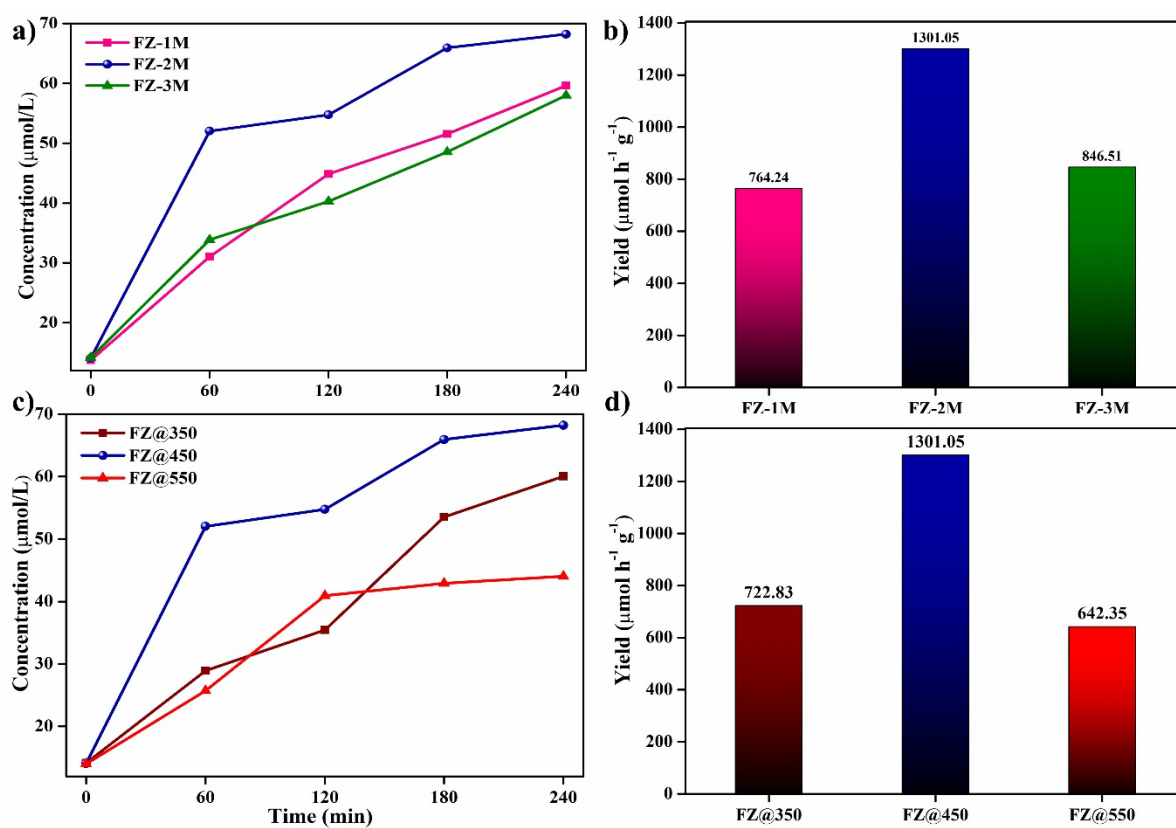 a)
FZ-1M
FZ-2M
FZ-3M
Concentration (μmol/L)
70
60
50
40
30
20
0 60 120 180 240
b)
Yield (μmol h⁻¹ g⁻¹)
1400
1200
1000
800
600
400
200
0
764.24
1301.05
846.51
FZ-1M FZ-2M FZ-3M
c)
FZ@350
FZ@450
FZ@550
Concentration (μmol/L)
70
60
50
40
30
20
0 60 120 180 240
Time (min)
d)
Yield (μmol h⁻¹ g⁻¹)
1400
1200
1000
800
600
400
200
0
722.83
1301.05
642.35
FZ@350 FZ@450 FZ@550